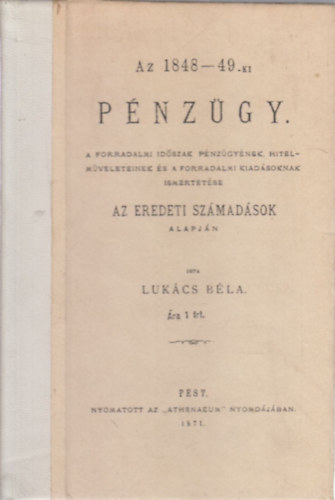 Az 1848—49-KI
PÉNZÜGY.
A FORRADALMI IDŐSZAK PÉNZÜGYÉNEK, HITEL-
MŰVELETEINEK ÉS A FORRADALMI KIADÁSOKNAK
ISMERTETÉSE
AZ EREDETI SZÁMADÁSOK
ALAPJÁN
IRTA
LUKÁCS BÉLA.
Ára 1 frt.
PEST.
NYOMATOTT AZ „ATHENAEUM" NYOMDÁJÁBAN.
1871.